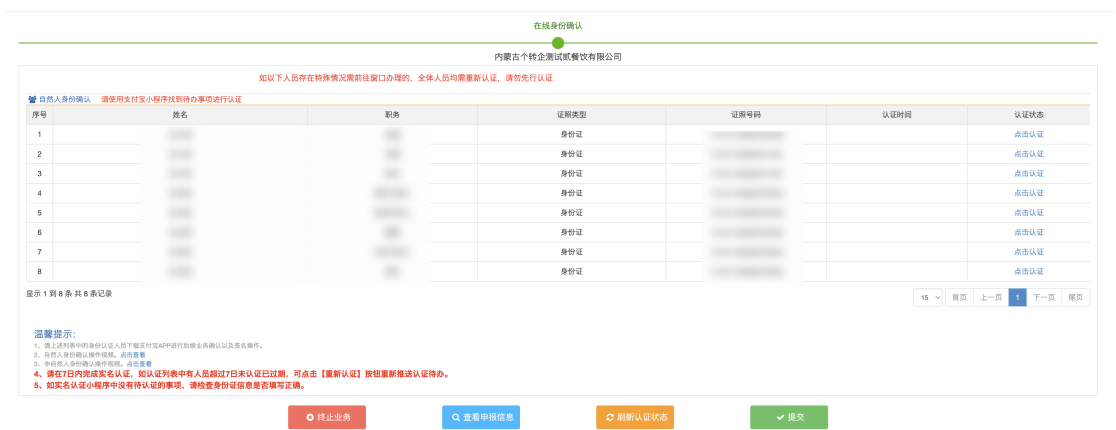 在线身份确认
内蒙古个转企测试贰餐饮有限公司
如以下人员存在特殊情况需前往窗口办理的，全体人员均需重新认证，请勿先行认证
自然人身份确认 请使用支付宝小程序找到待办事项进行认证
序号 姓名 职务 证照类型 证照号码 认证时间 认证状态
1 身份证 点击认证
2 身份证 点击认证
3 身份证 点击认证
4 身份证 点击认证
5 身份证 点击认证
6 身份证 点击认证
7 身份证 点击认证
8 身份证 点击认证
显示 1 到 8 条 共 8 条记录 15 首页 上一页 1 下一页 尾页
温馨提示：
1、请上述列表中的身份认证人员下载支付宝APP进行后续业务确认以及签名操作。
2、自然人身份确认操作视频。点击查看
3、非自然人身份确认操作视频。点击查看
4、请在7日内完成实名认证，如认证列表中有人员超过7日未认证已过期，可点击【重新认证】按钮重新推送认证待办。
5、如实名认证小程序中没有待认证的事项，请检查身份证信息是否填写正确。
终止业务 查看申报信息 刷新认证状态 提交